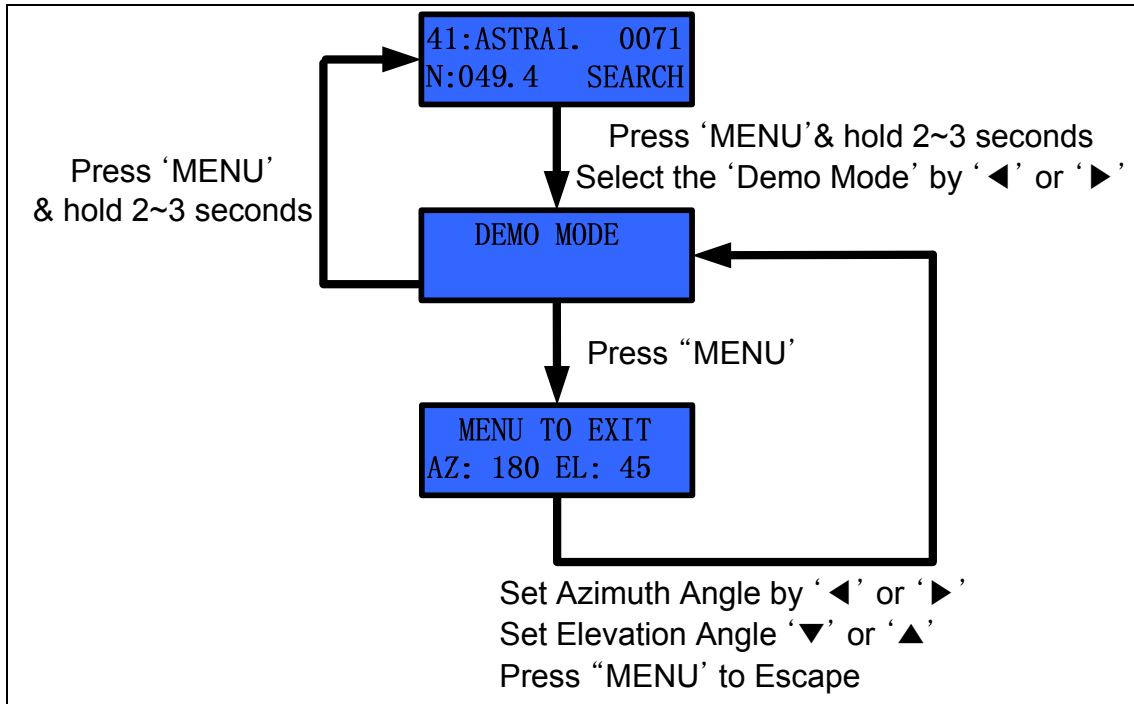 41:ASTRA1. 0071
N:049.4 SEARCH
Press ‘MENU’& hold 2~3 seconds
Select the ‘Demo Mode’ by ‘◀’ or ‘▶’
Press ‘MENU’
& hold 2~3 seconds
DEMO MODE
Press “MENU’
MENU TO EXIT
AZ: 180 EL: 45
Set Azimuth Angle by ‘◀’ or ‘▶’
Set Elevation Angle ‘▼’ or ‘▲’
Press “MENU’ to Escape